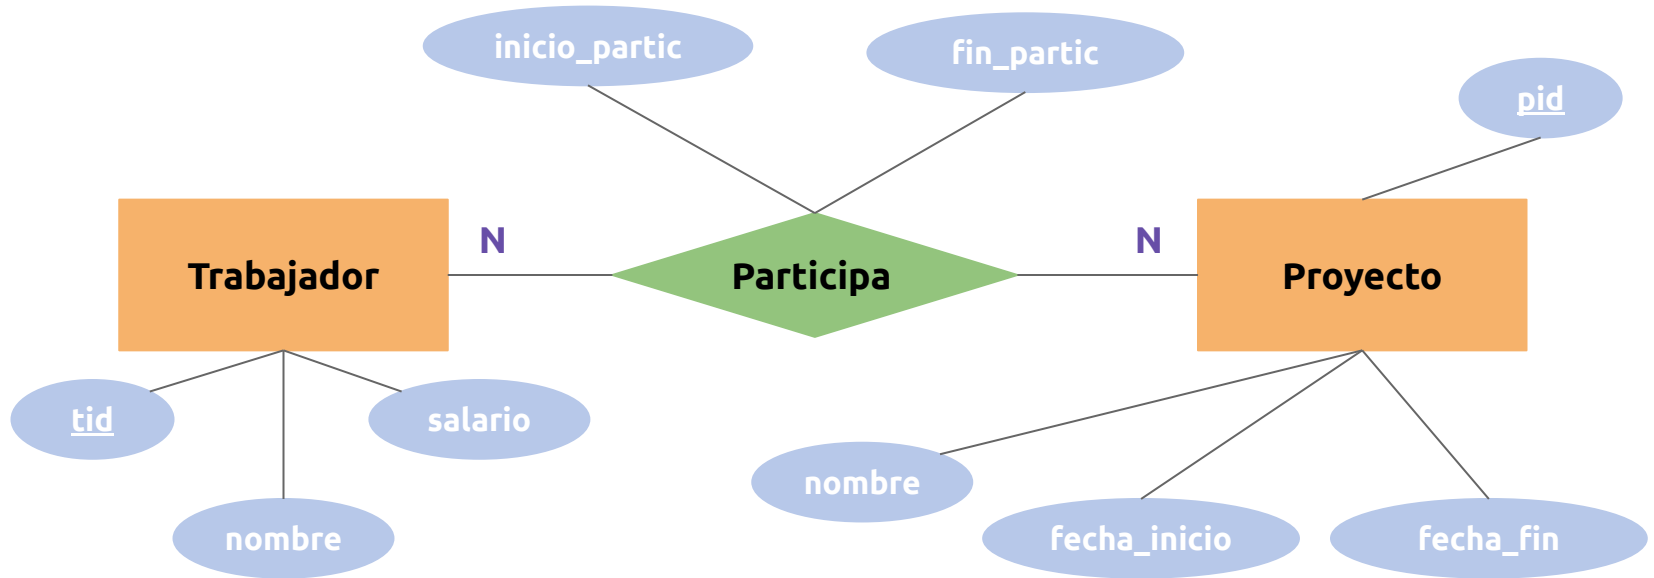 inicio_partic
fin_partic
pid
Trabajador
N
Participa
N
Proyecto
tid
salario
nombre
nombre
fecha_inicio
fecha_fin